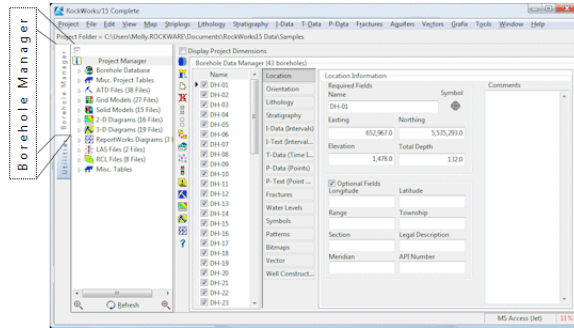 RockWorks/15 Complete
Project File Edit View Map Striplogs Lithology Stratigraphy I-Data T-Data P-Data Fractures Aquifers Vectors Grafix Tools Window Help
Project Folder = C:\Users\Molly.ROCKWARE\Documents\RockWorks15 Data\Samples
Borehole Manager
Borehole Manager
Utilities
Project Manager
Borehole Database
Misc. Project Tables
ATD Files (38 Files)
Grid Models (27 Files)
Solid Models (15 Files)
2-D Diagrams (16 Files)
3-D Diagrams (19 Files)
ReportWorks Diagrams (3
LAS Files (2 Files)
RCL Files (8 Files)
Misc. Tables
Refresh
Display Project Dimensions
Borehole Data Manager (43 boreholes)
Name
DH-01
DH-02
DH-03
DH-04
DH-05
DH-06
DH-07
DH-08
DH-09
DH-10
DH-11
DH-12
DH-13
DH-14
DH-15
DH-16
DH-17
DH-18
DH-19
DH-20
DH-21
DH-22
DH-23
Location
Orientation
Lithology
Stratigraphy
I-Data (Intervals)
I-Text (Interval...
T-Data (Time I...
P-Data (Points)
P-Text (Point ...
Fractures
Water Levels
Symbols
Patterns
Bitmaps
Vector
Well Construct...
Location Information
Required Fields
Name Symbol
DH-01
Easting Northing
652,967.0 5,535,293.0
Elevation Total Depth
1,478.0 132.0
Optional Fields
Longitude Latitude
Range Township
Section Legal Description
Meridian API Number
Comments
MS Access (Jet) 11%